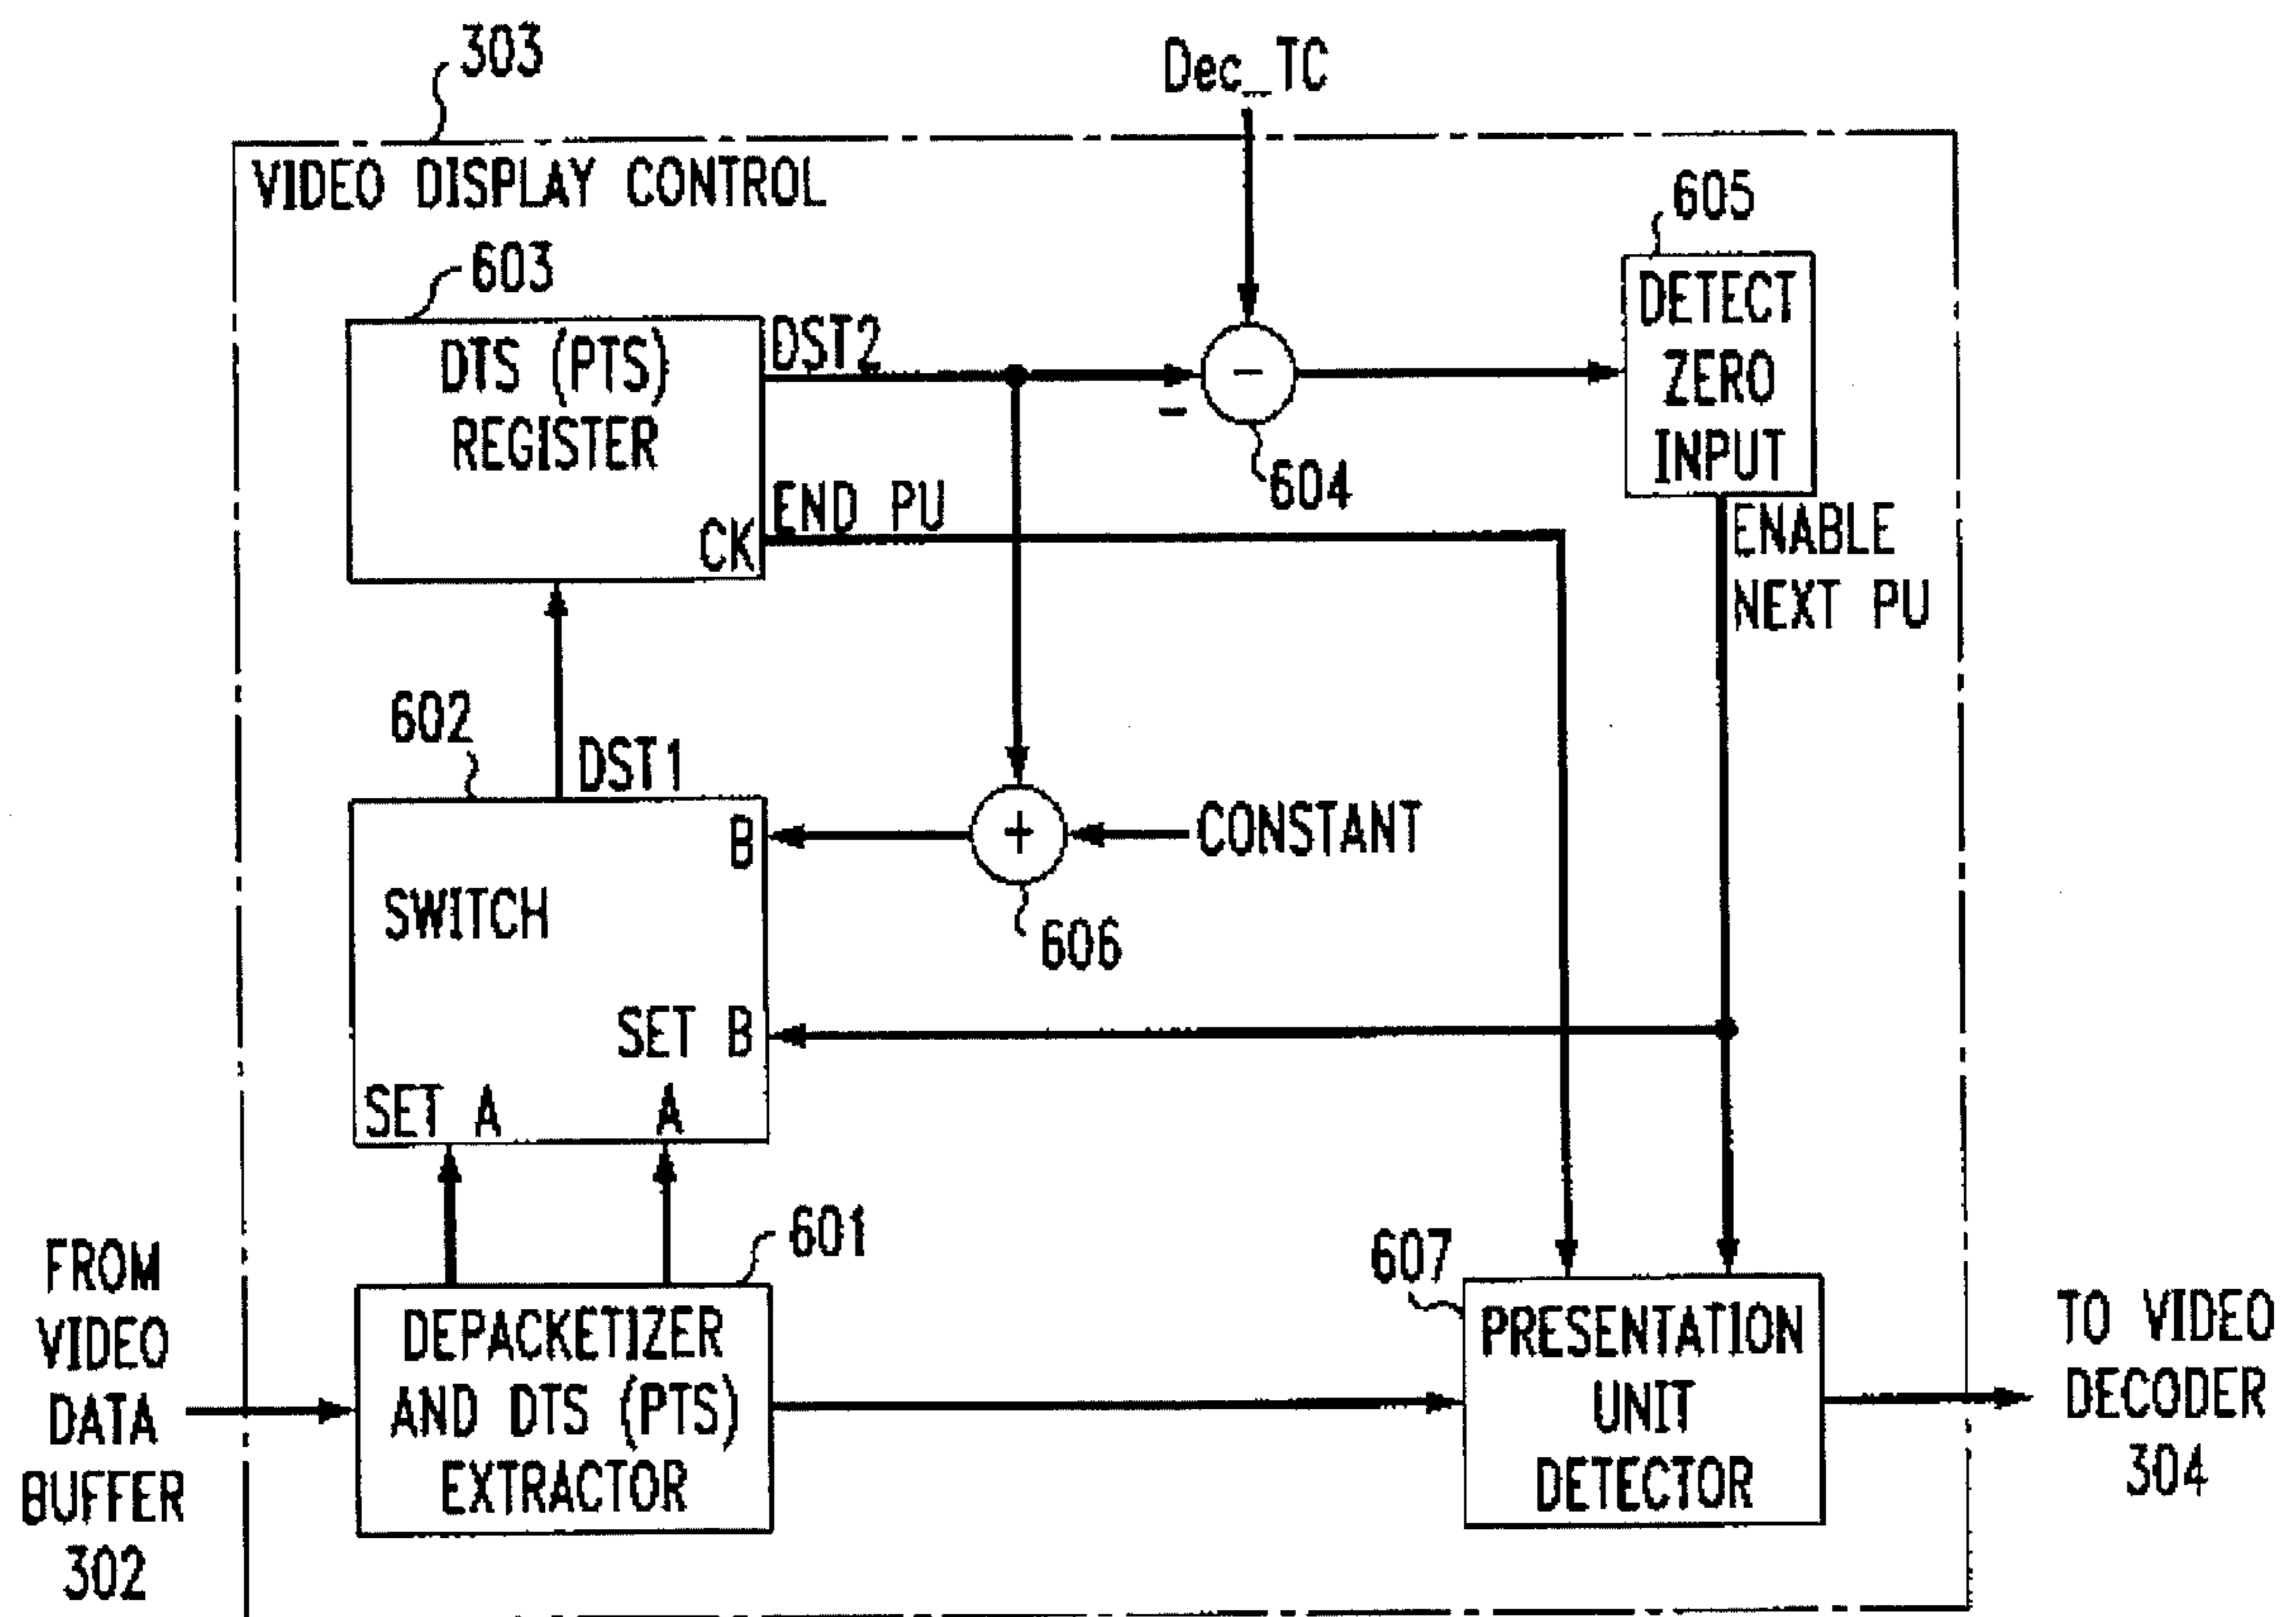 303
Dec_TC
VIDEO DISPLAY CONTROL
605
603
DETECT
ZERO
INPUT
DTS (PTS)
REGISTER
DST2
-
-
604
END PU
CK
ENABLE
NEXT PU
602
DST1
B
+
CONSTANT
SWITCH
606
SET B
SET A
A
601
607
FROM
VIDEO
DATA
BUFFER
302
DEPACKETIZER
AND DTS (PTS)
EXTRACTOR
PRESENTATION
UNIT
DETECTOR
TO VIDEO
DECODER
304